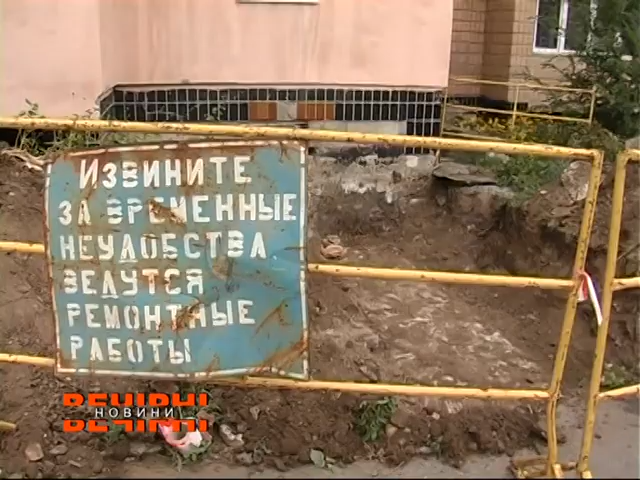 ИЗВИНИТЕ
ЗА ВРЕМЕННЫЕ
НЕУДОБСТВА
ВЕДУТСЯ
РЕМОНТНЫЕ
РАБОТЫ
ВЕЧІРНІ
НОВИНИ